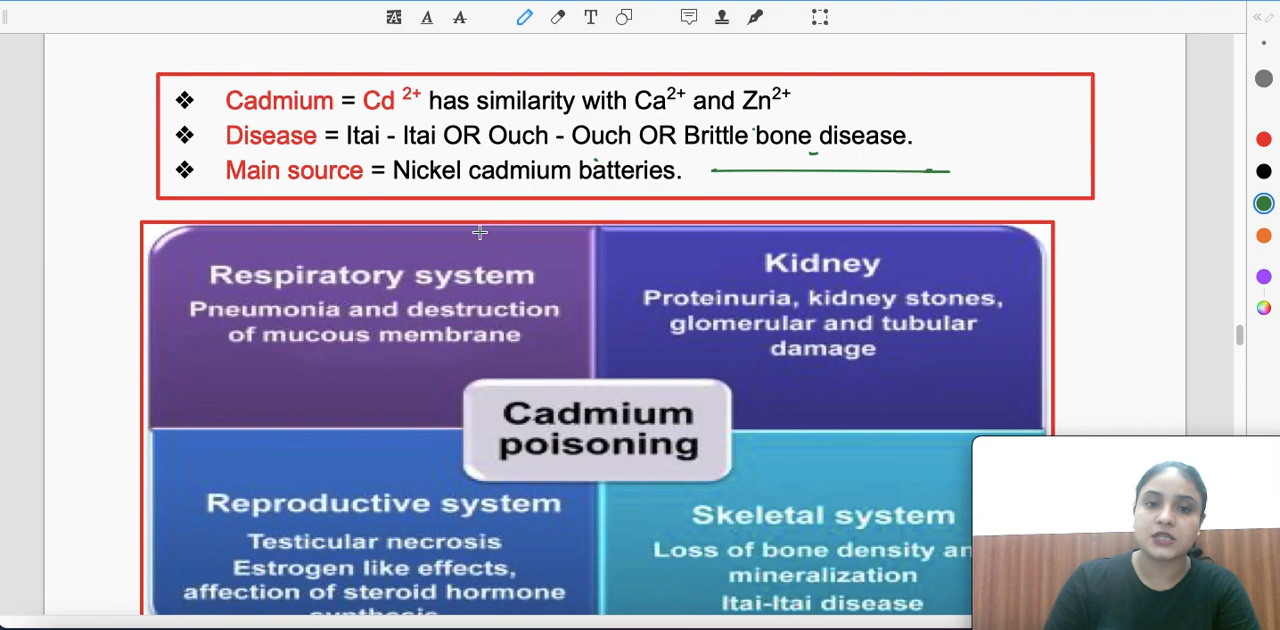 ❖ Cadmium = Cd 2+ has similarity with Ca2+ and Zn2+
❖ Disease = Itai - Itai OR Ouch - Ouch OR Brittle bone disease.
❖ Main source = Nickel cadmium batteries.
Respiratory system
Pneumonia and destruction
of mucous membrane
Kidney
Proteinuria, kidney stones,
glomerular and tubular
damage
Cadmium
poisoning
Reproductive system
Testicular necrosis
Estrogen like effects,
affection of steroid hormone
Skeletal system
Loss of bone density
mineralization
Itai-Itai disease